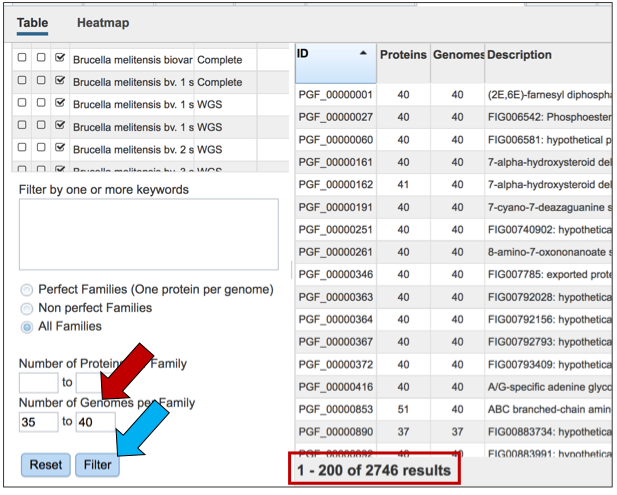 Table Heatmap
Brucella melitensis biovar Complete
Brucella melitensis bv. 1 s Complete
Brucella melitensis bv. 1 s WGS
Brucella melitensis bv. 1 s WGS
Brucella melitensis bv. 2 s WGS
Brucella melitensis bv. 2 s WGS
Filter by one or more keywords
Perfect Families (One protein per genome)
Non perfect Families
All Families
Number of Proteins Family
to
Number of Genomes per Family
35 to 40
Reset Filter
ID Proteins Genomes Description
PGF_00000001 40 40 (2E,6E)-farnesyl diphospha
PGF_00000027 40 40 FIG006542: Phosphoester
PGF_00000060 40 40 FIG006581: hypothetical p
PGF_00000161 40 40 7-alpha-hydroxysteroid del
PGF_00000162 41 40 7-alpha-hydroxysteroid del
PGF_00000191 40 40 7-cyano-7-deazaguanine s
PGF_00000251 40 40 FIG00740902: hypothetica
PGF_00000261 40 40 8-amino-7-oxononanoate s
PGF_00000346 40 40 FIG007785: exported prote
PGF_00000363 40 40 FIG00792028: hypothetica
PGF_00000364 40 40 FIG00792156: hypothetica
PGF_00000367 40 40 FIG00792793: hypothetica
PGF_00000372 40 40 FIG00793409: hypothetica
PGF_00000416 40 40 A/G-specific adenine glyco
PGF_00000853 51 40 ABC branched-chain amin
PGF_00000890 37 37 FIG00883734: hypothetica
40 40 FIG00883991: hypothetica
1 - 200 of 2746 results